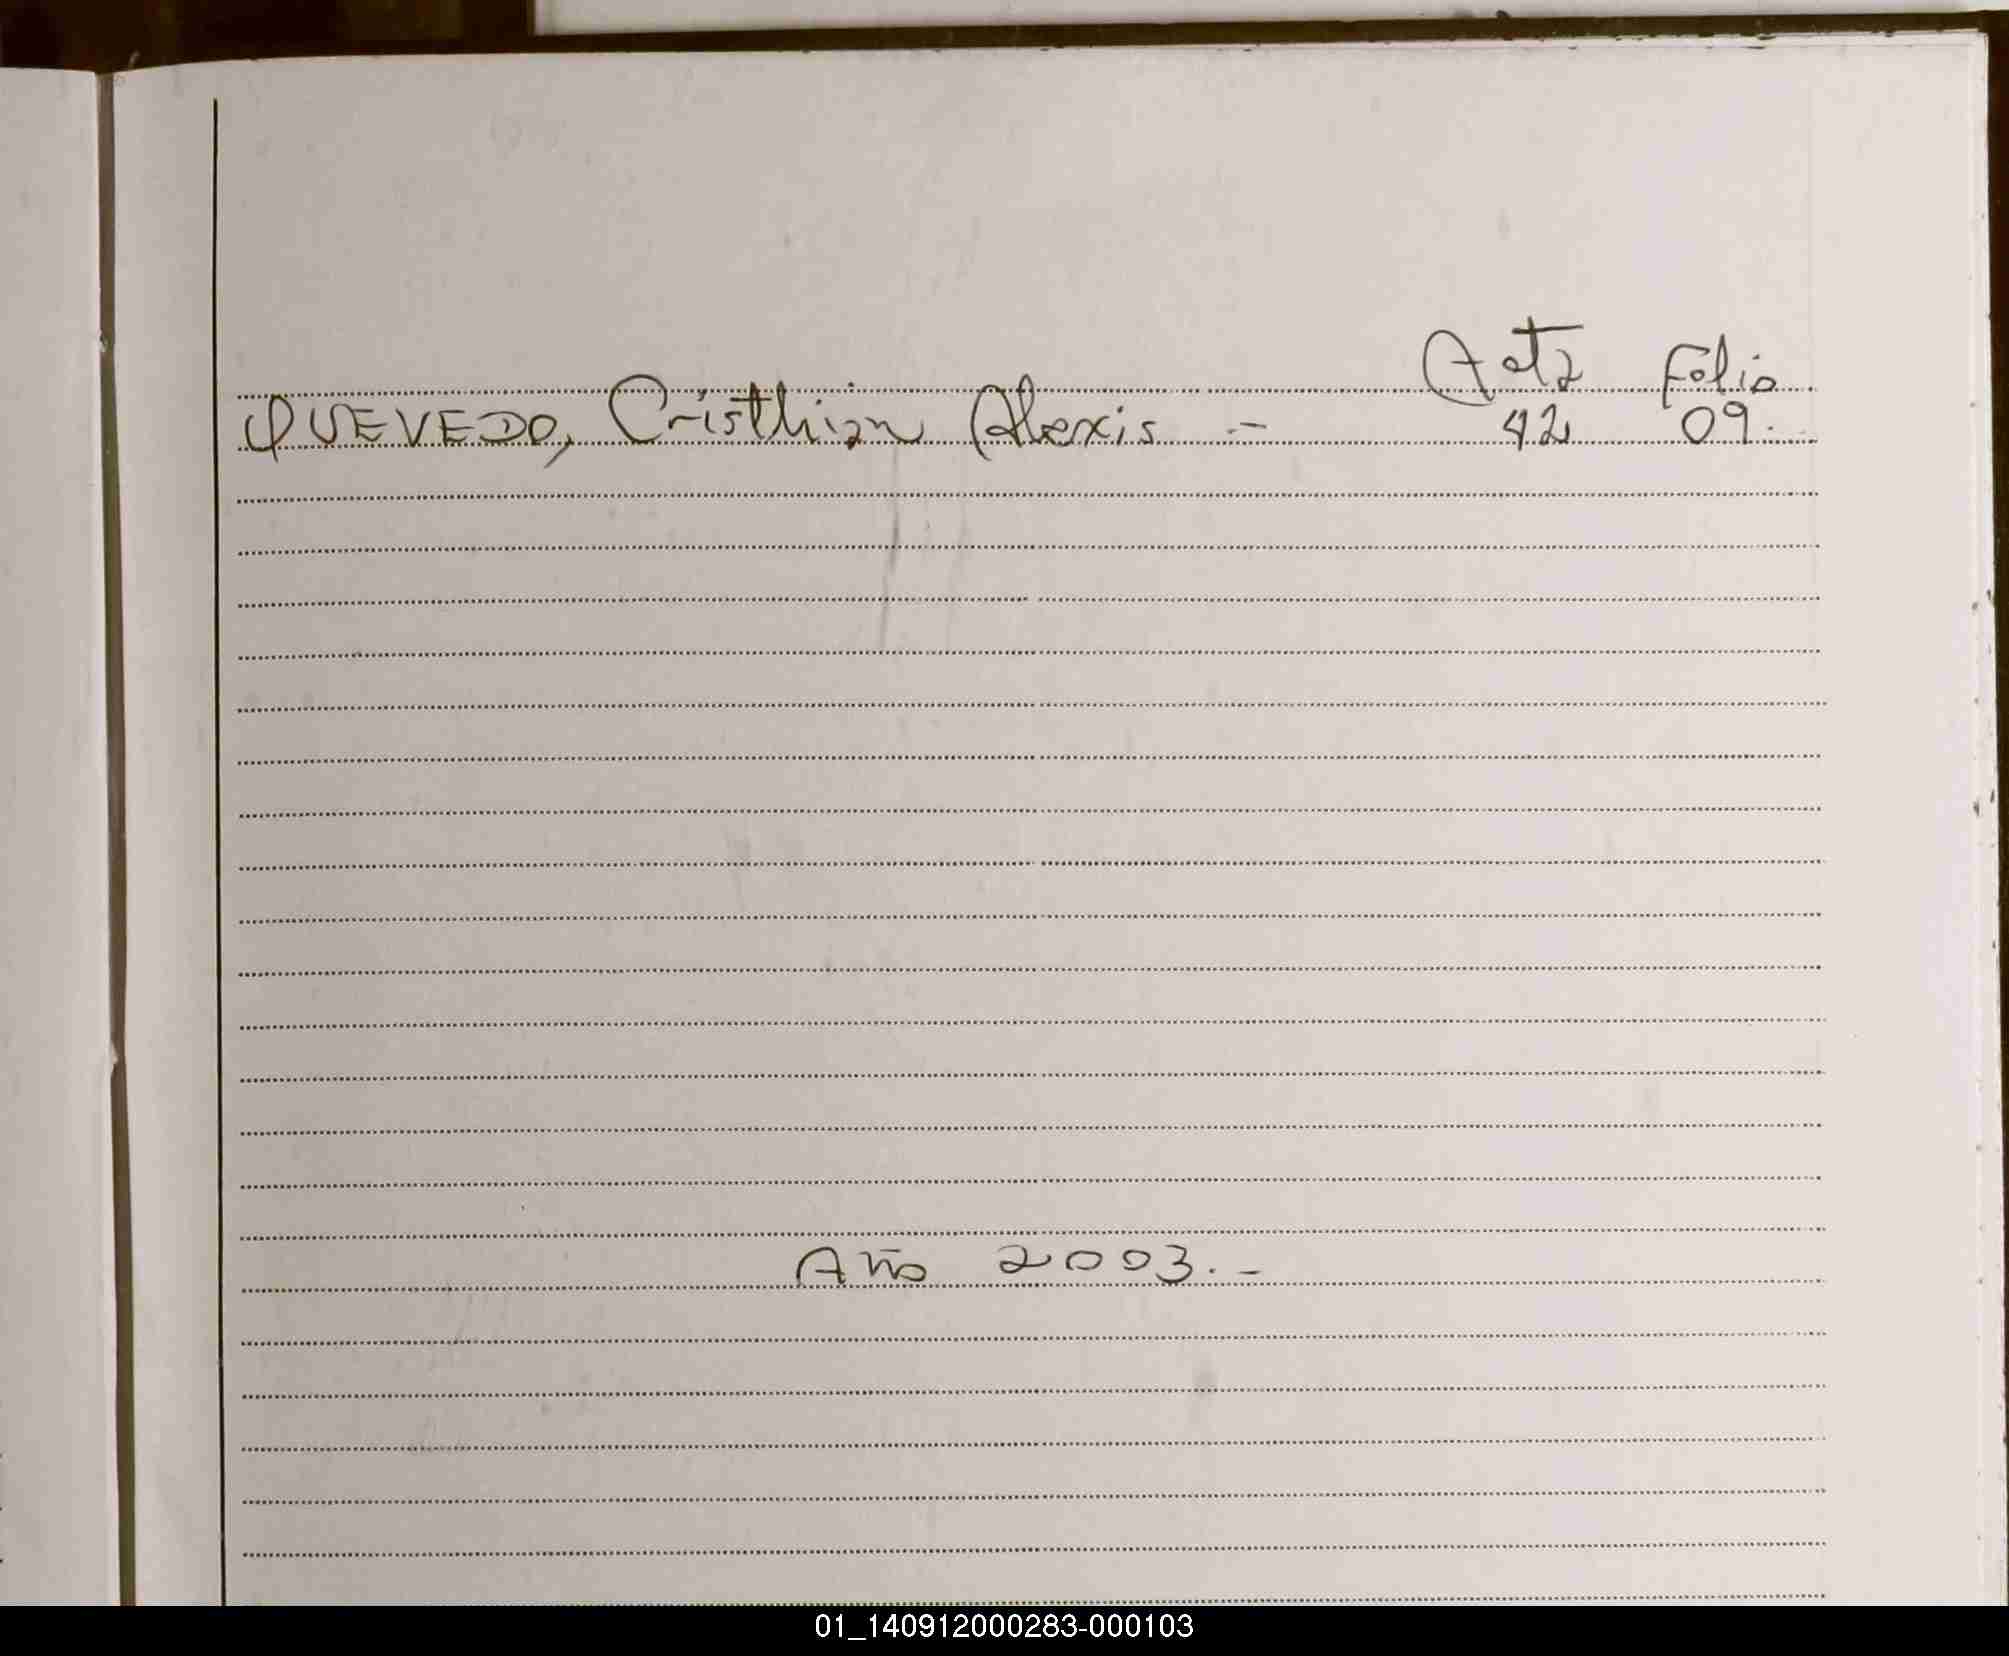 Acta Folio
QUEVEDO, Cristhian Alexis - 42 09.
Año 2003.-
01_140912000283-000103